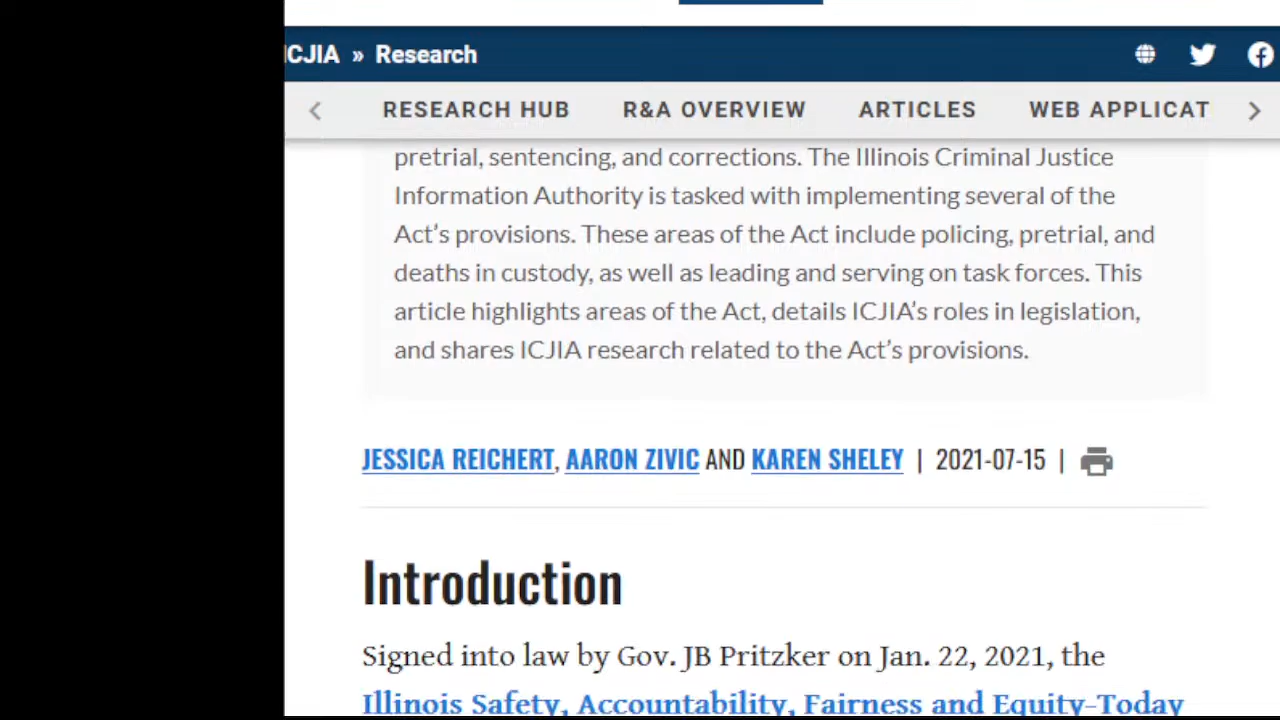 ICJIA » Research
RESEARCH HUB R&A OVERVIEW ARTICLES WEB APPLICAT
pretrial, sentencing, and corrections. The Illinois Criminal Justice
Information Authority is tasked with implementing several of the
Act’s provisions. These areas of the Act include policing, pretrial, and
deaths in custody, as well as leading and serving on task forces. This
article highlights areas of the Act, details ICJIA’s roles in legislation,
and shares ICJIA research related to the Act’s provisions.
JESSICA REICHERT, AARON ZIVIC AND KAREN SHELEY | 2021-07-15 |
Introduction
Signed into law by Gov. JB Pritzker on Jan. 22, 2021, the
Illinois Safety, Accountability, Fairness and Equity-Today